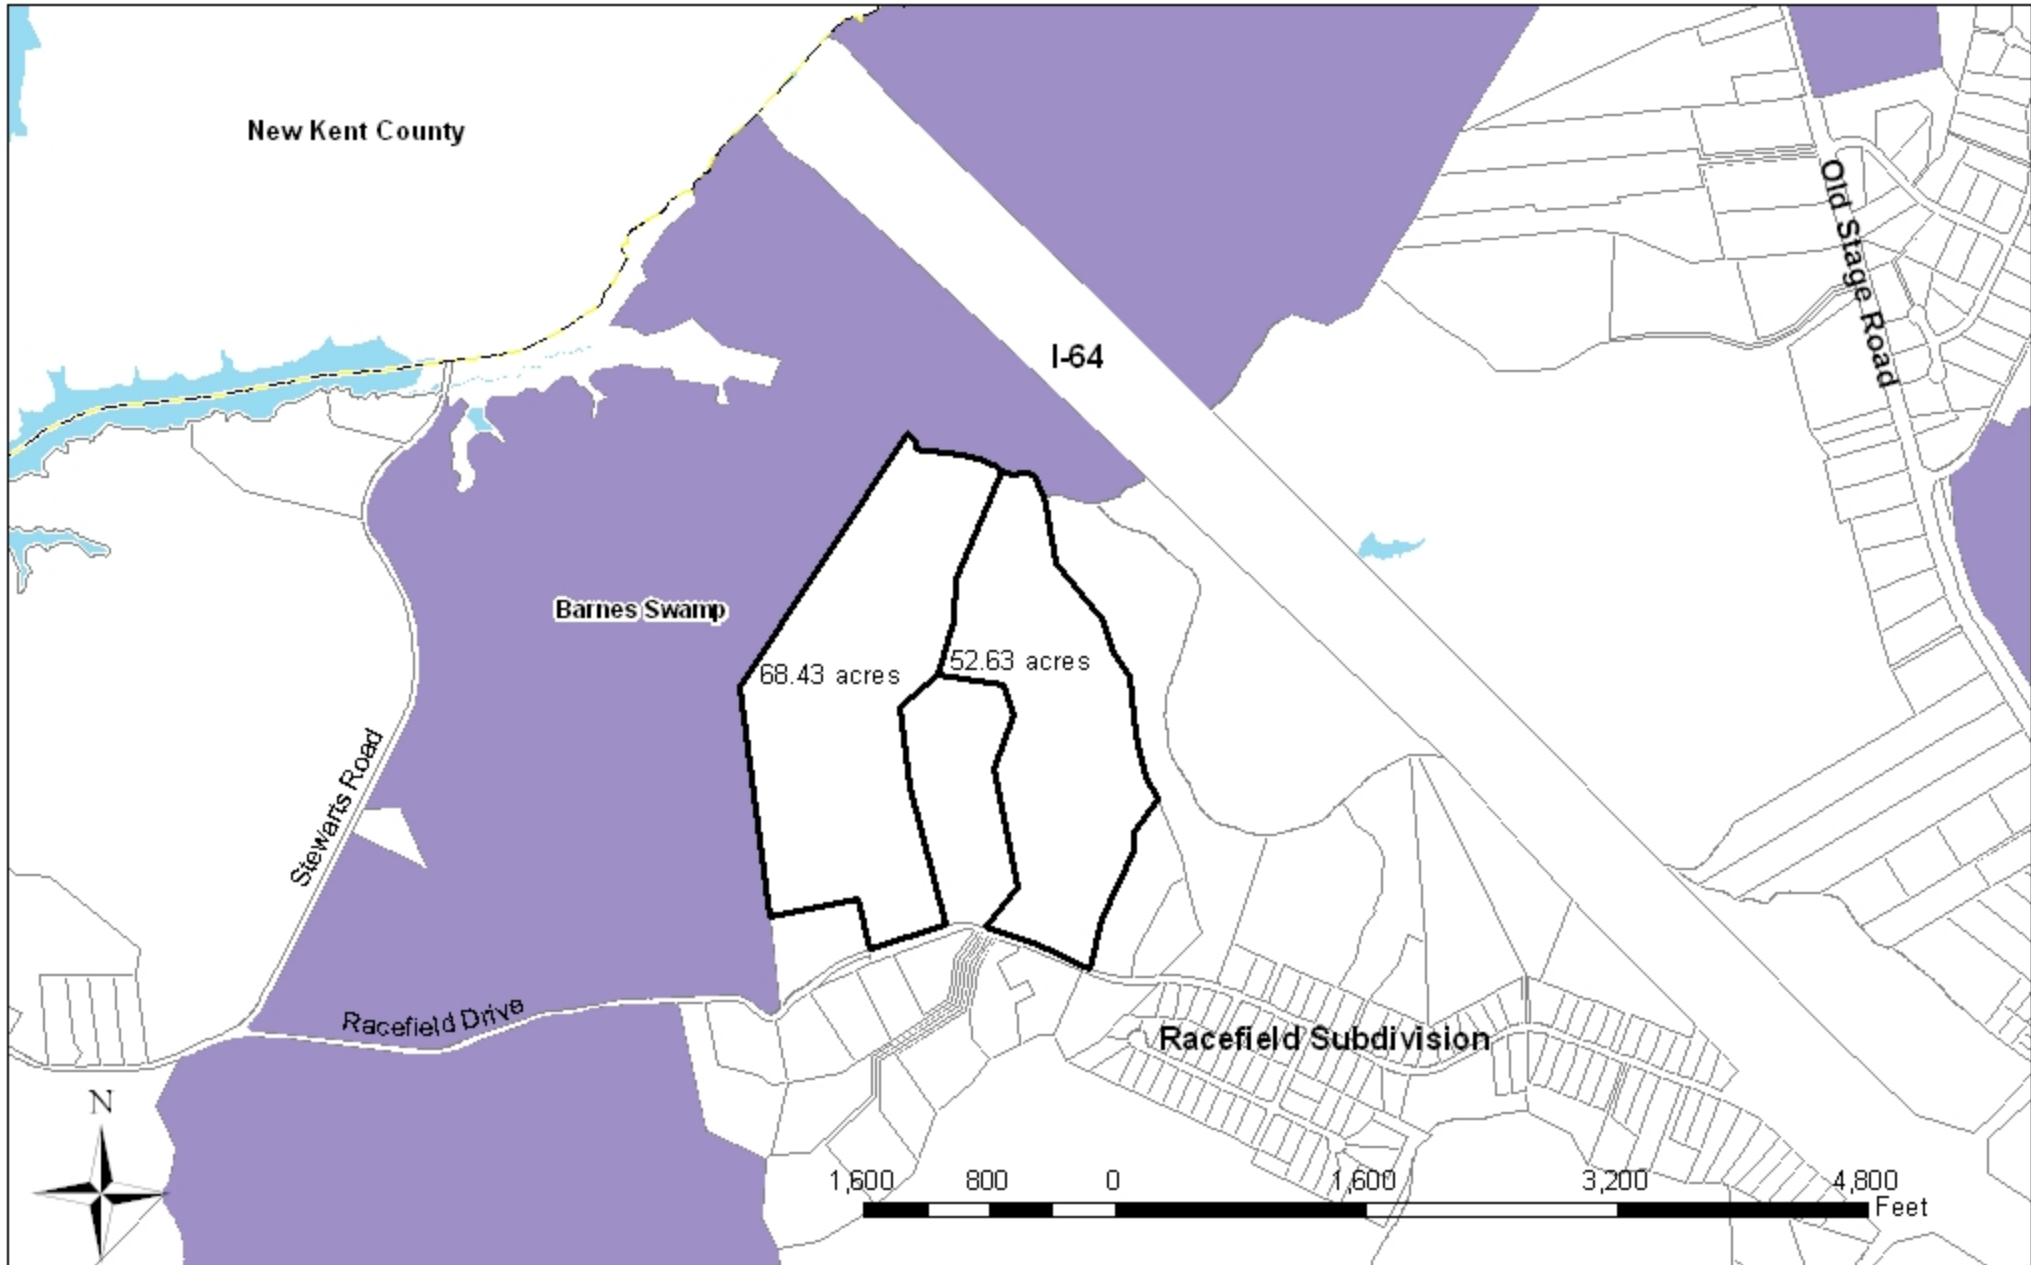 New Kent County
Old Stage Road
I-64
Barnes Swamp
68.43 acres
52.63 acres
Stewarts Road
Racefield Drive
Racefield Subdivision
N
1,600 800 0 1,600 3,200 4,800
Feet